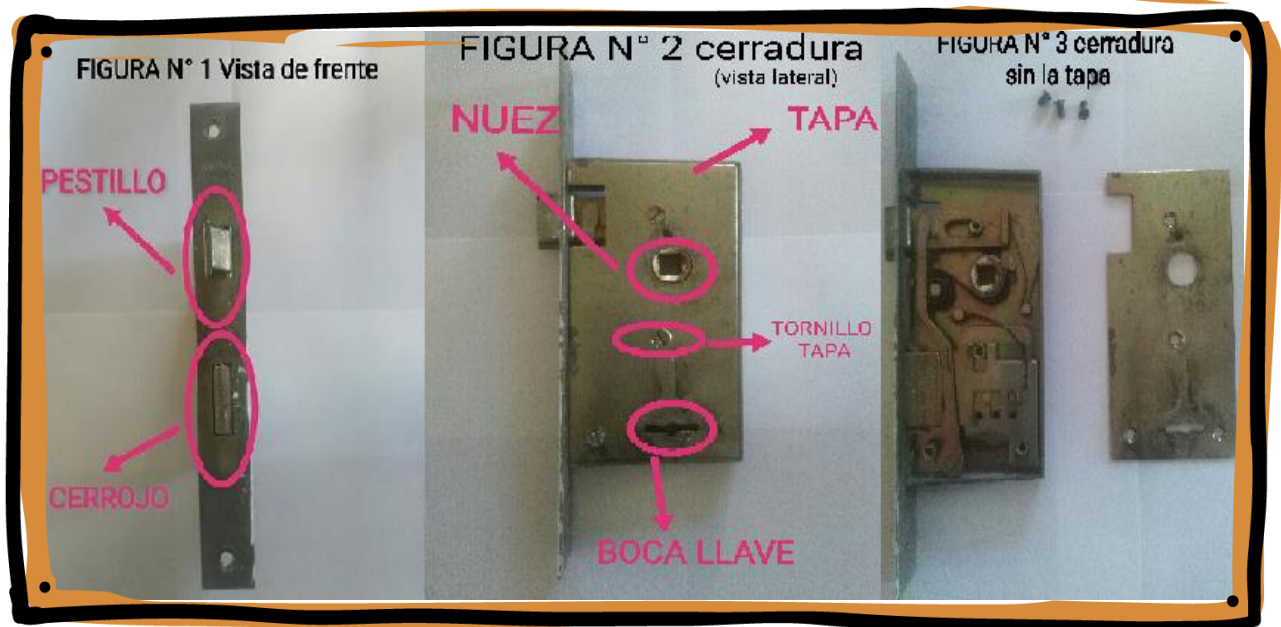 FIGURA N° 1 Vista de frente
PESTILLO
CERROJO
FIGURA N° 2 cerradura
(vista lateral)
NUEZ
TAPA
TORNILLO
TAPA
BOCA LLAVE
FIGURA N° 3 cerradura
sin la tapa